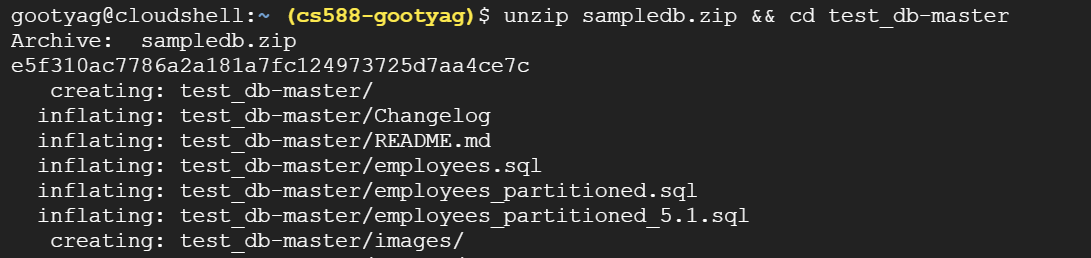 gootyag@cloudshell:~ (cs588-gootyag)$ unzip sampledb.zip && cd test_db-master
Archive:  sampledb.zip
e5f310ac7786a2a181a7fc124973725d7aa4ce7c
   creating: test_db-master/
  inflating: test_db-master/Changelog
  inflating: test_db-master/README.md
  inflating: test_db-master/employees.sql
  inflating: test_db-master/employees_partitioned.sql
  inflating: test_db-master/employees_partitioned_5.1.sql
   creating: test_db-master/images/